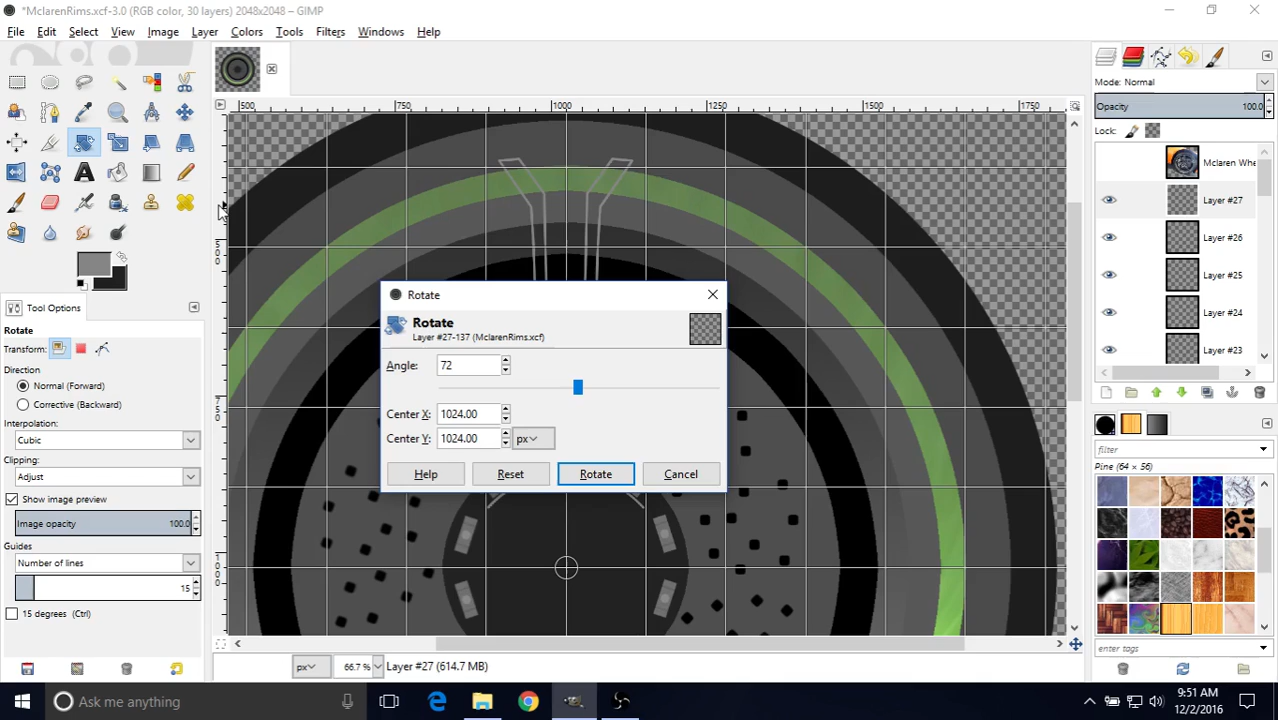 *MclarenRims.xcf-3.0 (RGB color, 30 layers) 2048x2048 – GIMP
File Edit Select View Image Layer Colors Tools Filters Windows Help
500 750 1000 1250 1500 1750
Mode: Normal
Opacity 100.0
Lock:
Mclaren Whe
Layer #27
Layer #26
Layer #25
Layer #24
Layer #23
Tool Options
Rotate
Transform:
Direction
Normal (Forward)
Corrective (Backward)
Interpolation:
Cubic
Clipping:
Adjust
Show image preview
Image opacity 100.0
Guides
Number of lines
15
15 degrees (Ctrl)
500
750
1000
Rotate
Rotate
Layer #27-137 (MclarenRims.xcf)
Angle: 72
Center X: 1024.00
Center Y: 1024.00 px
Help Reset Rotate Cancel
filter
Pine (64 × 56)
enter tags
px 66.7 % Layer #27 (614.7 MB)
Ask me anything
9:51 AM
12/2/2016